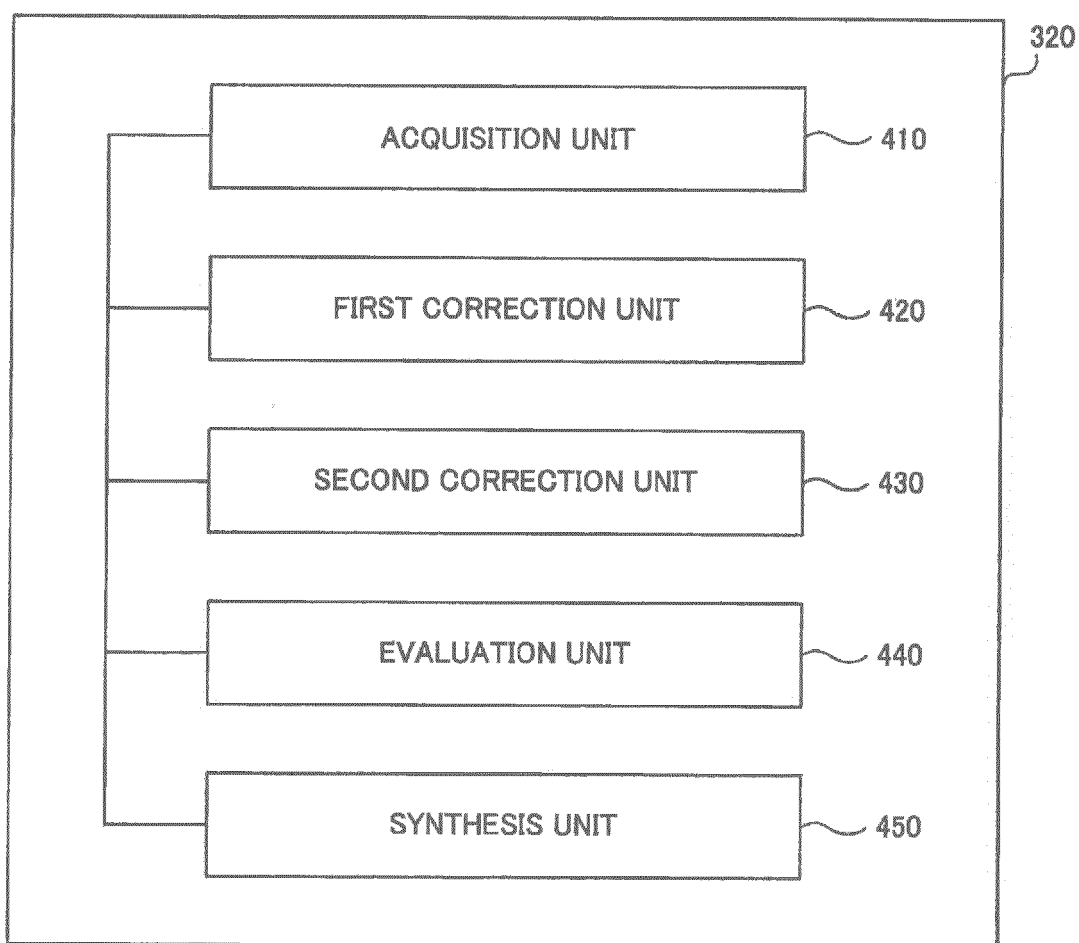 320
ACQUISITION UNIT
410
FIRST CORRECTION UNIT
420
SECOND CORRECTION UNIT
430
EVALUATION UNIT
440
SYNTHESIS UNIT
450